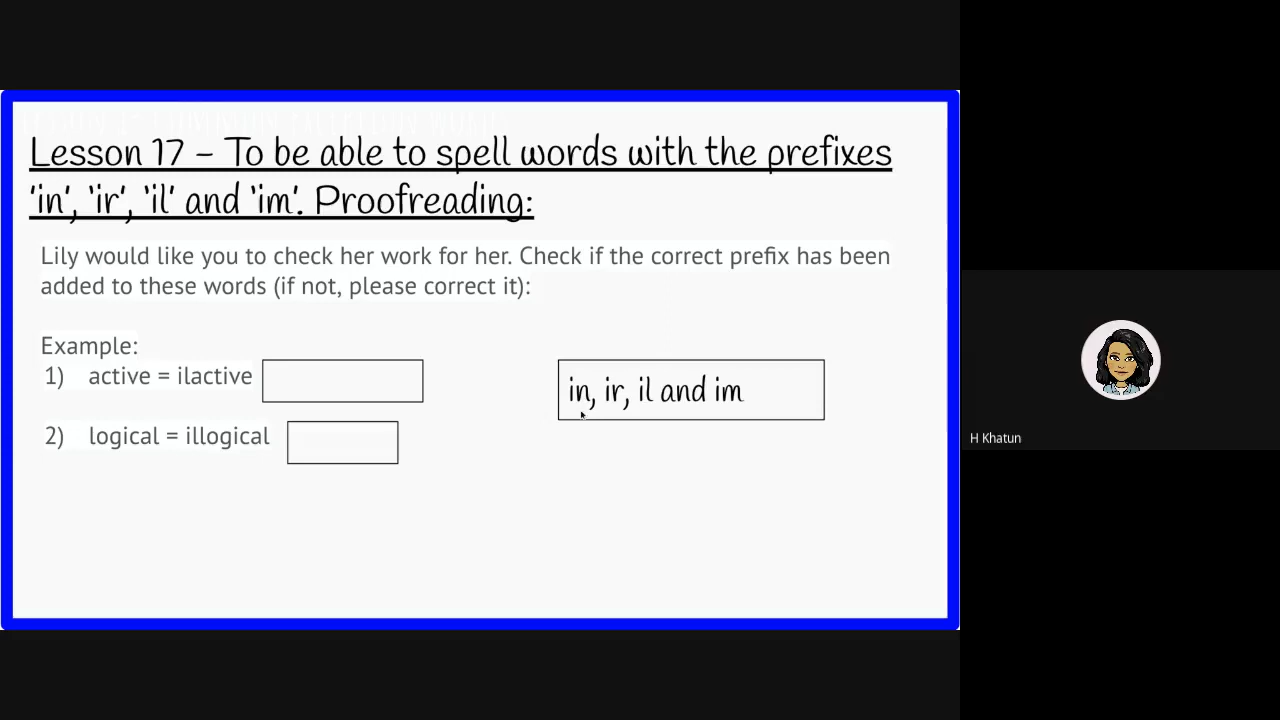 Lesson 17 – To be able to spell words with the prefixes
‘in’, ‘ir’, ‘il’ and ‘im’. Proofreading:
Lily would like you to check her work for her. Check if the correct prefix has been
added to these words (if not, please correct it):
Example:
1) active = ilactive
in, ir, il and im
2) logical = illogical
H Khatun